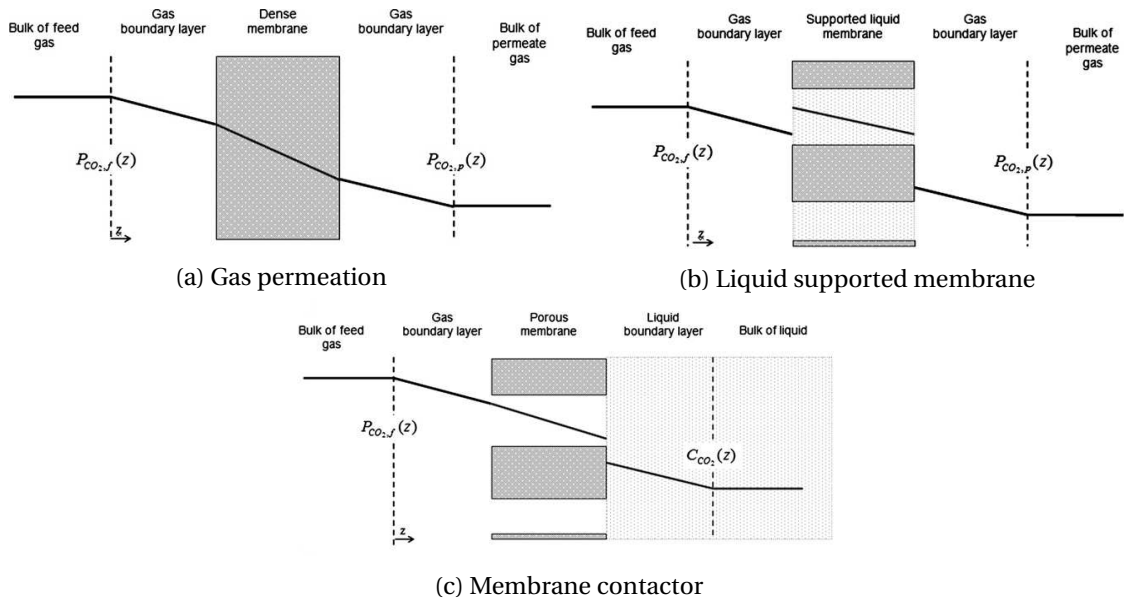 Bulk of feed
gas
Gas
boundary layer
Dense
membrane
Gas
boundary layer
Bulk of
permeate
gas
P_{CO_2,f}(z)
P_{CO_2,p}(z)
z
(a) Gas permeation
Bulk of feed
gas
Gas
boundary layer
Supported liquid
membrane
Gas
boundary layer
Bulk of
permeate
gas
P_{CO_2,f}(z)
P_{CO_2,p}(z)
z
(b) Liquid supported membrane
Bulk of feed
gas
Gas
boundary layer
Porous
membrane
Liquid
boundary layer
Bulk of liquid
P_{CO_2,f}(z)
C_{CO_2}(z)
z
(c) Membrane contactor